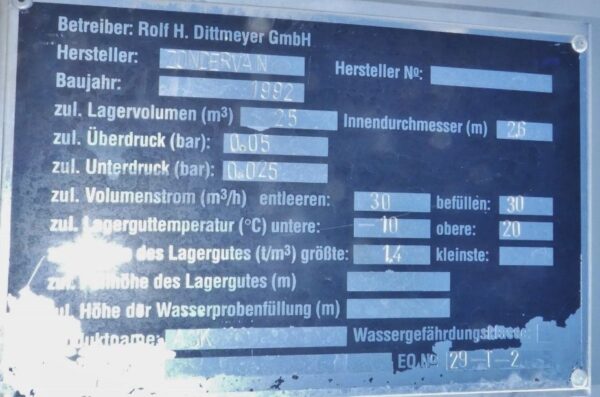 Betreiber: Rolf H. Dittmeyer GmbH
Hersteller: ZONDERVAN Hersteller No:
Baujahr: 1992
zul. Lagervolumen (m³) 25 Innendurchmesser (m) 2,6
zul. Überdruck (bar): 0,05
zul. Unterdruck (bar): 0,025
zul. Volumenstrom (m³/h) entleeren: 30 befüllen: 30
zul. Lagerguttemperatur (°C) untere: -10 obere: 20
des Lagergutes (t/m³) größte: 1,4 kleinste:
zul. Füllhöhe des Lagergutes (m)
zul. Höhe der Wasserprobenfüllung (m)
Produktname: Wassergefährdungsklasse:
EQ No 29-T-2